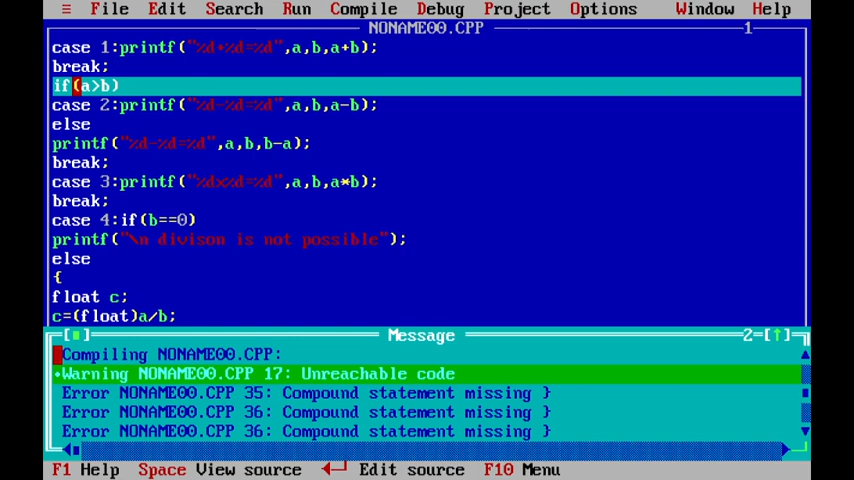 ≡ File Edit Search Run Compile Debug Project Options Window Help
NONAME00.CPP 1
case 1:printf("%d+%d=%d",a,b,a+b);
break;
if(a>b)
case 2:printf("%d-%d=%d",a,b,a-b);
else
printf("%d-%d=%d",a,b,b-a);
break;
case 3:printf("%dx%d=%d",a,b,a*b);
break;
case 4:if(b==0)
printf("\n divison is not possible");
else
{
float c;
c=(float)a/b;
[■] Message 2=[↑]
Compiling NONAME00.CPP:
•Warning NONAME00.CPP 17: Unreachable code
Error NONAME00.CPP 35: Compound statement missing }
Error NONAME00.CPP 36: Compound statement missing }
Error NONAME00.CPP 36: Compound statement missing }
F1 Help Space View source ←┘ Edit source F10 Menu